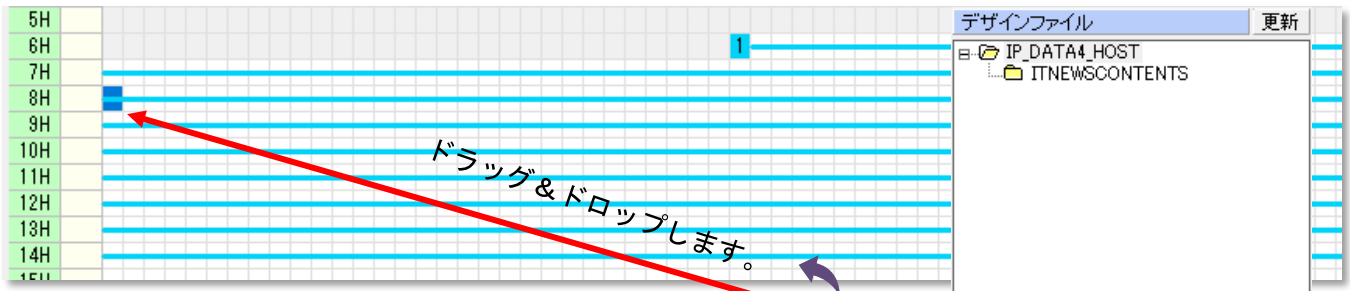 5H
6H
7H
8H
9H
10H
11H
12H
13H
14H
15H
1
ドラッグ＆ドロップします。
デザインファイル
更新
IP_DATA4_HOST
ITNEWSCONTENTS